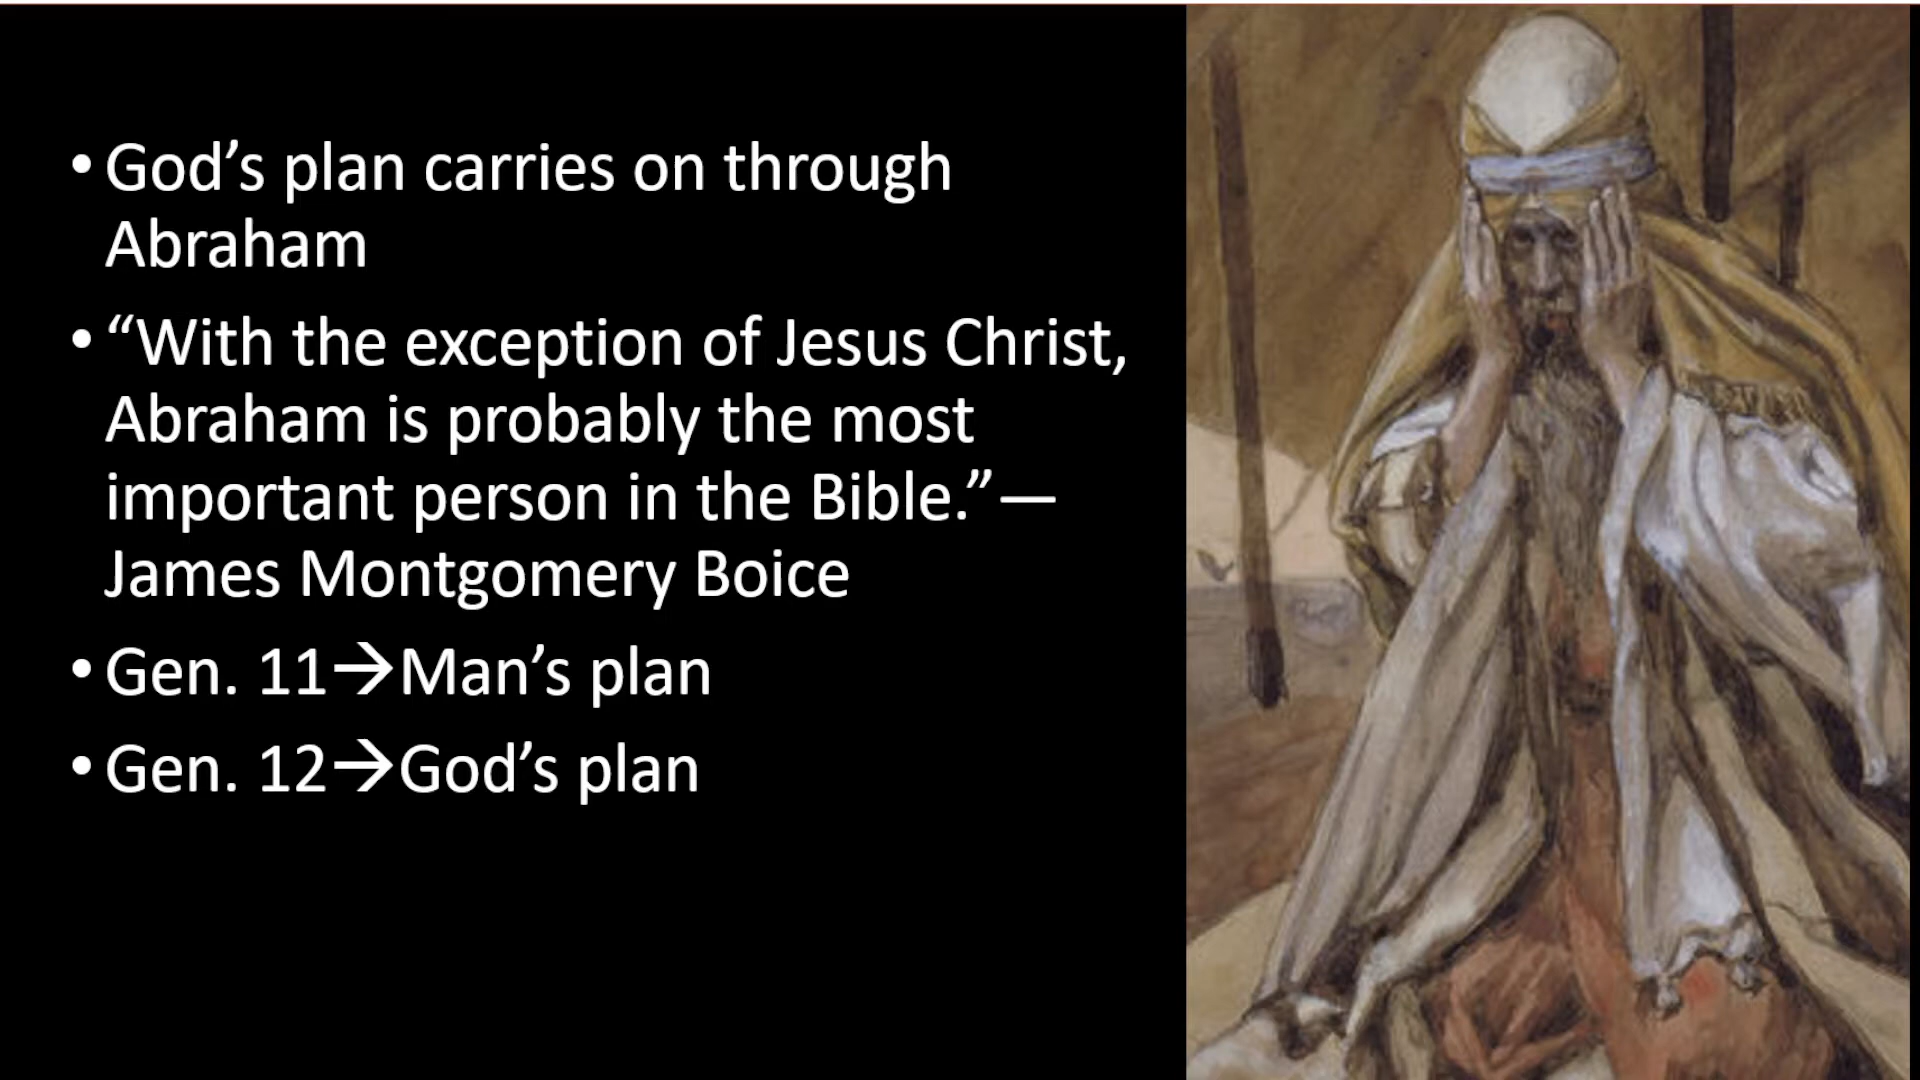 • God’s plan carries on through
Abraham
• “With the exception of Jesus Christ,
Abraham is probably the most
important person in the Bible.”—
James Montgomery Boice
• Gen. 11→Man’s plan
• Gen. 12→God’s plan